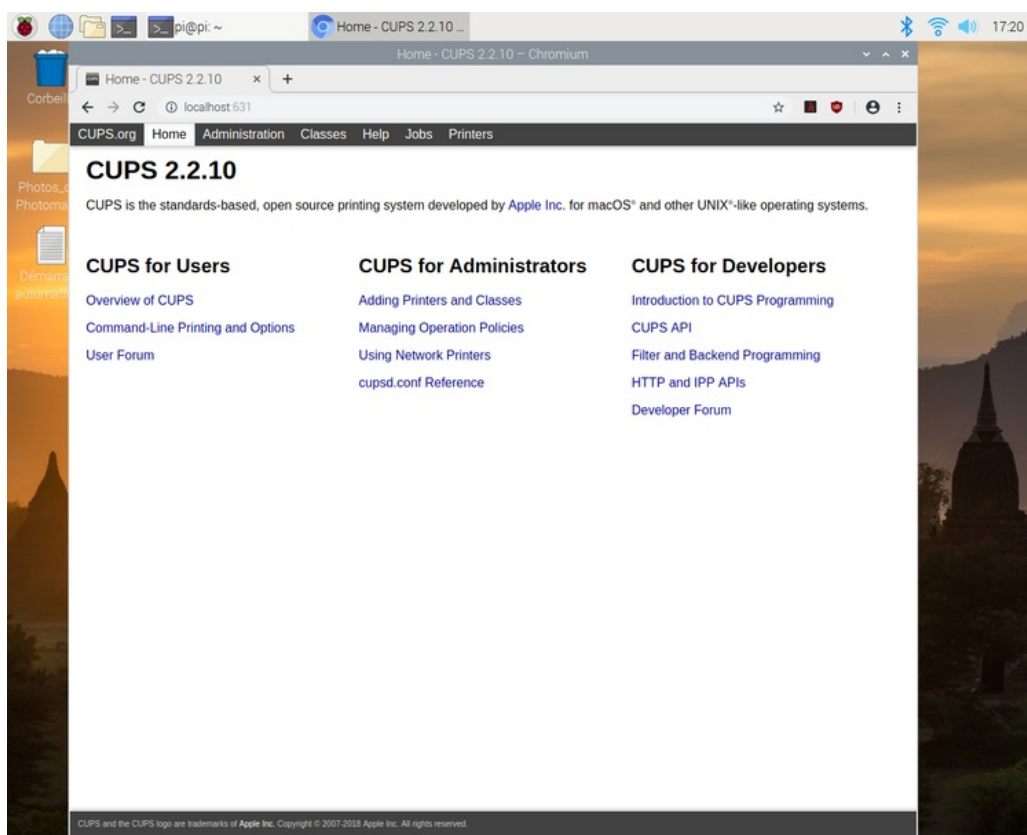 pi@pi: ~
Home - CUPS 2.2.10 ...
17:20
Home - CUPS 2.2.10 – Chromium
Home - CUPS 2.2.10
localhost:631
CUPS.org Home Administration Classes Help Jobs Printers
CUPS 2.2.10
CUPS is the standards-based, open source printing system developed by Apple Inc. for macOS® and other UNIX®-like operating systems.
CUPS for Users
Overview of CUPS
Command-Line Printing and Options
User Forum
CUPS for Administrators
Adding Printers and Classes
Managing Operation Policies
Using Network Printers
cupsd.conf Reference
CUPS for Developers
Introduction to CUPS Programming
CUPS API
Filter and Backend Programming
HTTP and IPP APIs
Developer Forum
Corbeil
Photos_
Photoma
Démarra
automati
CUPS and the CUPS logo are trademarks of Apple Inc. Copyright © 2007-2018 Apple Inc. All rights reserved.